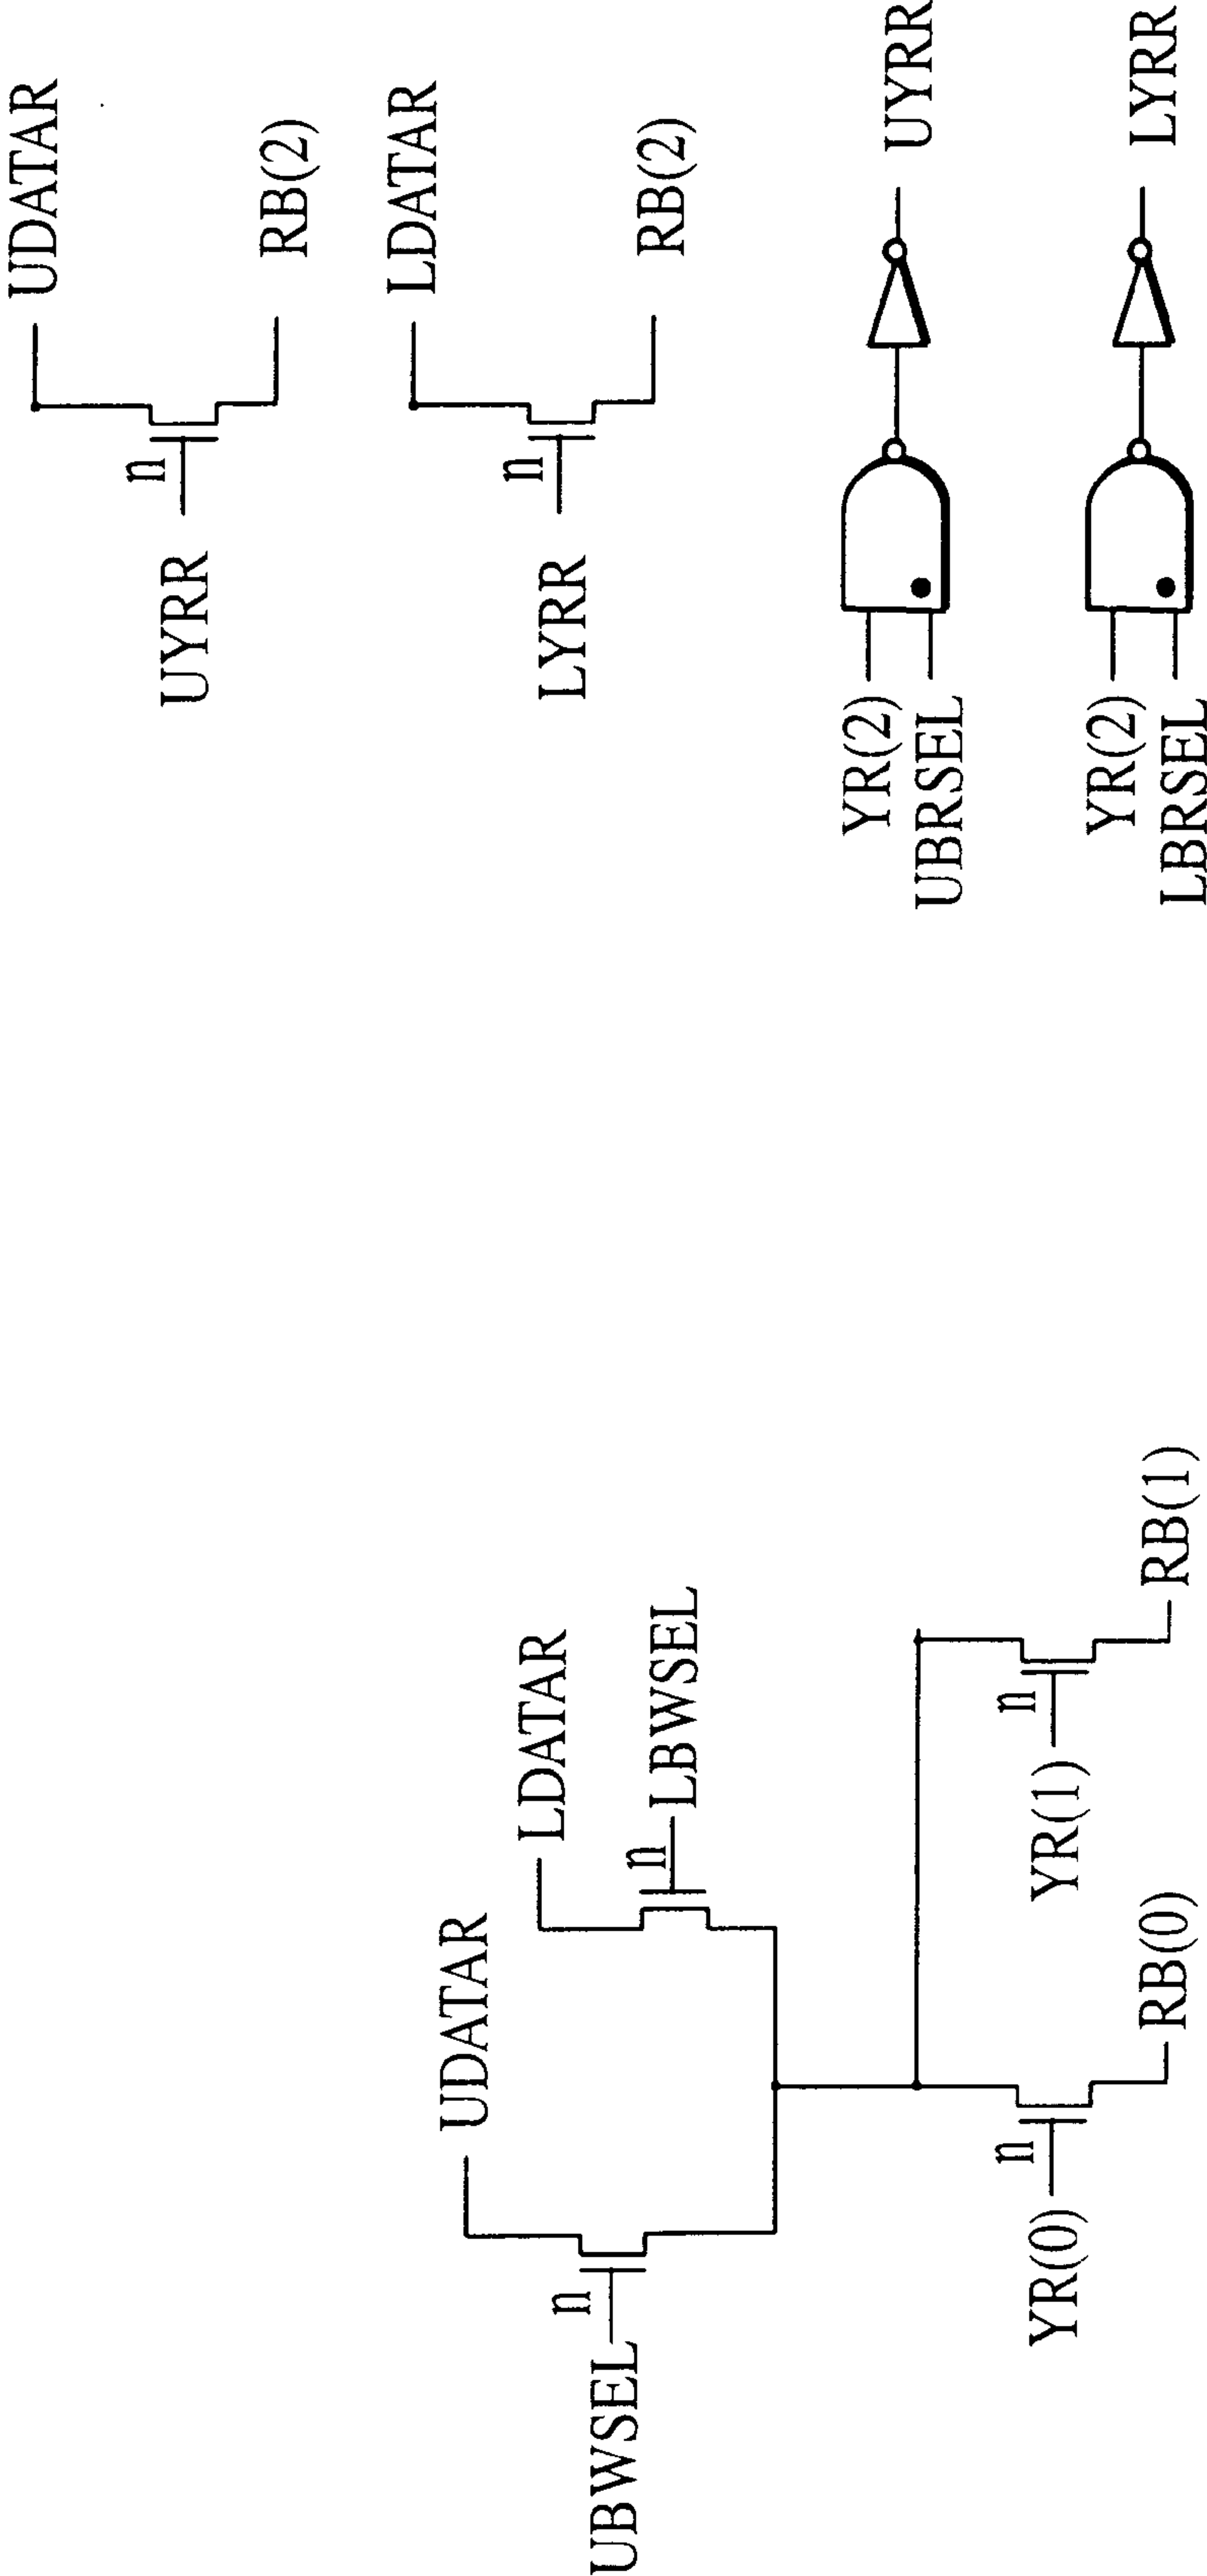 UDATAR
LDATAR
UBWSEL
n
n
LBWSEL
YR(0)
n
YR(1)
n
RB(0)
RB(1)
UDATAR
UYRR
n
RB(2)
LDATAR
LYRR
n
RB(2)
YR(2)
UBRSEL
UYRR
YR(2)
LBRSEL
LYRR